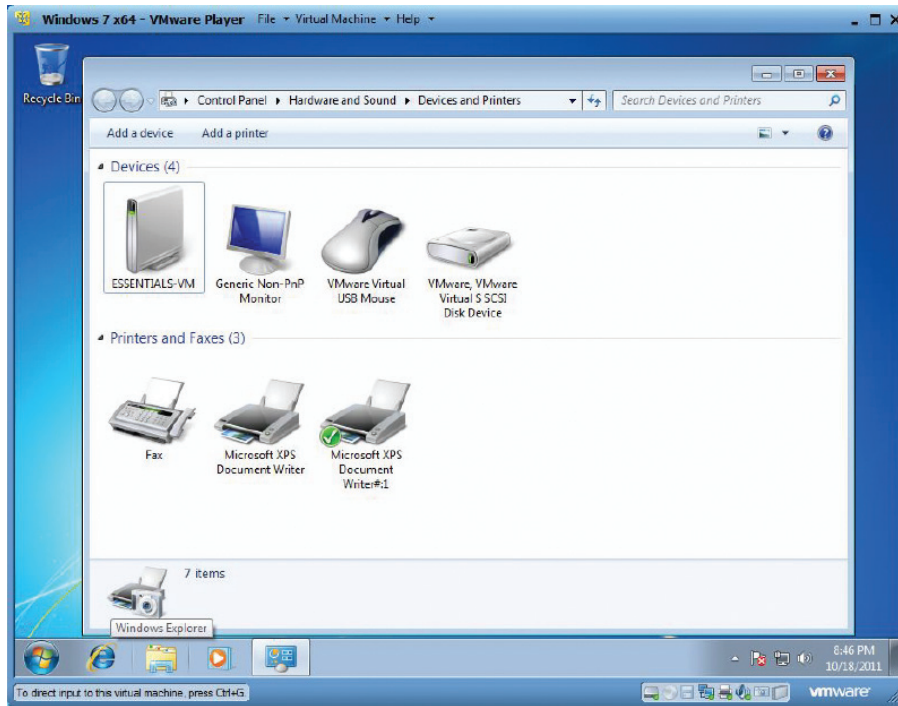 Windows 7 x64 - VMware Player File Virtual Machine Help
Recycle Bin
Control Panel Hardware and Sound Devices and Printers Search Devices and Printers
Add a device Add a printer
Devices (4)
ESSENTIALS-VM
Generic Non-PnP
Monitor
VMware Virtual
USB Mouse
VMware, VMware
Virtual S SCSI
Disk Device
Printers and Faxes (3)
Fax
Microsoft XPS
Document Writer
Microsoft XPS
Document
Writer#:1
7 items
Windows Explorer
8:46 PM
10/18/2011
To direct input to this virtual machine, press Ctrl+G.
vmware